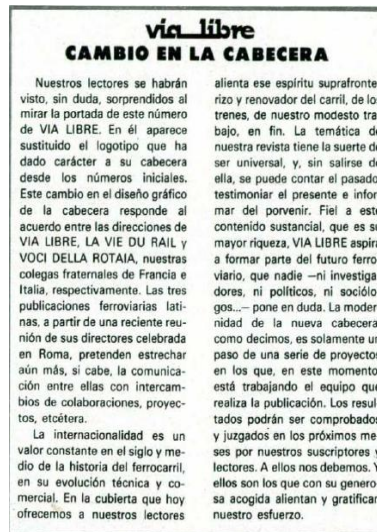 vía libre
CAMBIO EN LA CABECERA
Nuestros lectores se habrán
visto, sin duda, sorprendidos al
mirar la portada de este número
de VIA LIBRE. En él aparece
sustituido el logotipo que ha
dado carácter a su cabecera
desde los números iniciales.
Este cambio en el diseño gráfico
de la cabecera responde al
acuerdo entre las direcciones de
VIA LIBRE, LA VIE DU RAIL y
VOCI DELLA ROTAIA, nuestras
colegas fraternales de Francia e
Italia, respectivamente. Las tres
publicaciones ferroviarias lati-
nas, a partir de una reciente reu-
nión de sus directores celebrada
en Roma, pretenden estrechar
aún más, si cabe, la comunica-
ción entre ellas con intercam-
bios de colaboraciones, proyec-
tos, etcétera.
La internacionalidad es un
valor constante en el siglo y me-
dio de la historia del ferrocarril,
en su evolución técnica y co-
mercial. En la cubierta que hoy
ofrecemos a nuestros lectores
alienta ese espíritu suprafronte-
rizo y renovador del carril, de los
trenes, de nuestro modesto tra-
bajo, en fin. La temática de
nuestra revista tiene la suerte de
ser universal, y, sin salirse de
ella, se puede contar el pasado,
testimoniar el presente e infor-
mar del porvenir. Fiel a este
contenido sustancial, que es su
mayor riqueza, VIA LIBRE aspira
a formar parte del futuro ferro-
viario, que nadie —ni investiga-
dores, ni políticos, ni sociólo-
gos...— pone en duda. La moder-
nidad de la nueva cabecera,
como decimos, es solamente un
paso de una serie de proyectos
en los que, en este momento,
está trabajando el equipo que
realiza la publicación. Los resul-
tados podrán ser comprobados
y juzgados en los próximos me-
ses por nuestros suscriptores y
lectores. A ellos nos debemos. Y
ellos son los que con su genero-
sa acogida alientan y gratifican
nuestro esfuerzo.